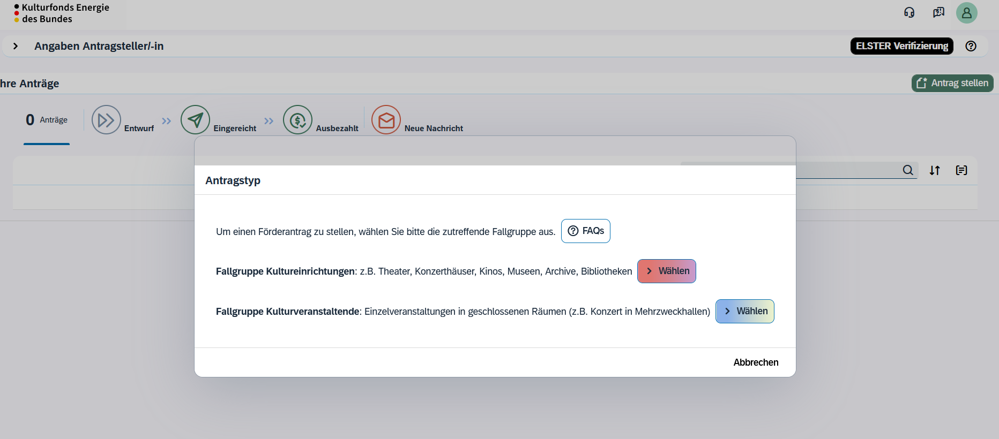 Kulturfonds Energie
des Bundes
Angaben Antragsteller/-in
ELSTER Verifizierung
hre Anträge
Antrag stellen
0 Anträge
Entwurf
Eingereicht
Ausbezahlt
Neue Nachricht
Antragstyp
Um einen Förderantrag zu stellen, wählen Sie bitte die zutreffende Fallgruppe aus.
FAQs
Fallgruppe Kultureinrichtungen: z.B. Theater, Konzerthäuser, Kinos, Museen, Archive, Bibliotheken
Wählen
Fallgruppe Kulturveranstaltende: Einzelveranstaltungen in geschlossenen Räumen (z.B. Konzert in Mehrzweckhallen)
Wählen
Abbrechen